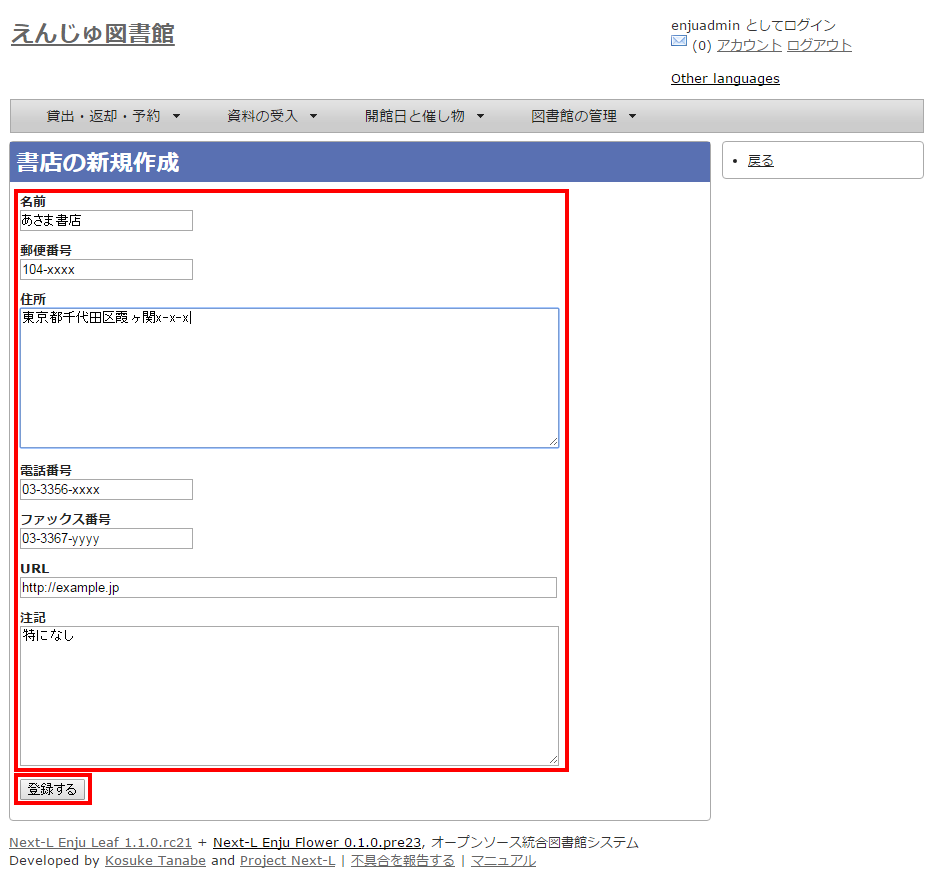 えんじゅ図書館
enjuadmin としてログイン
(0) アカウント ログアウト
Other languages
貸出・返却・予約 ▼ 資料の受入 ▼ 開館日と催し物 ▼ 図書館の管理 ▼
書店の新規作成
• 戻る
名前
あさま書店
郵便番号
104-xxxx
住所
東京都千代田区霞ヶ関x-x-x
電話番号
03-3356-xxxx
ファックス番号
03-3367-yyyy
URL
http://example.jp
注記
特になし
登録する
Next-L Enju Leaf 1.1.0.rc21 + Next-L Enju Flower 0.1.0.pre23, オープンソース統合図書館システム
Developed by Kosuke Tanabe and Project Next-L | 不具合を報告する | マニュアル